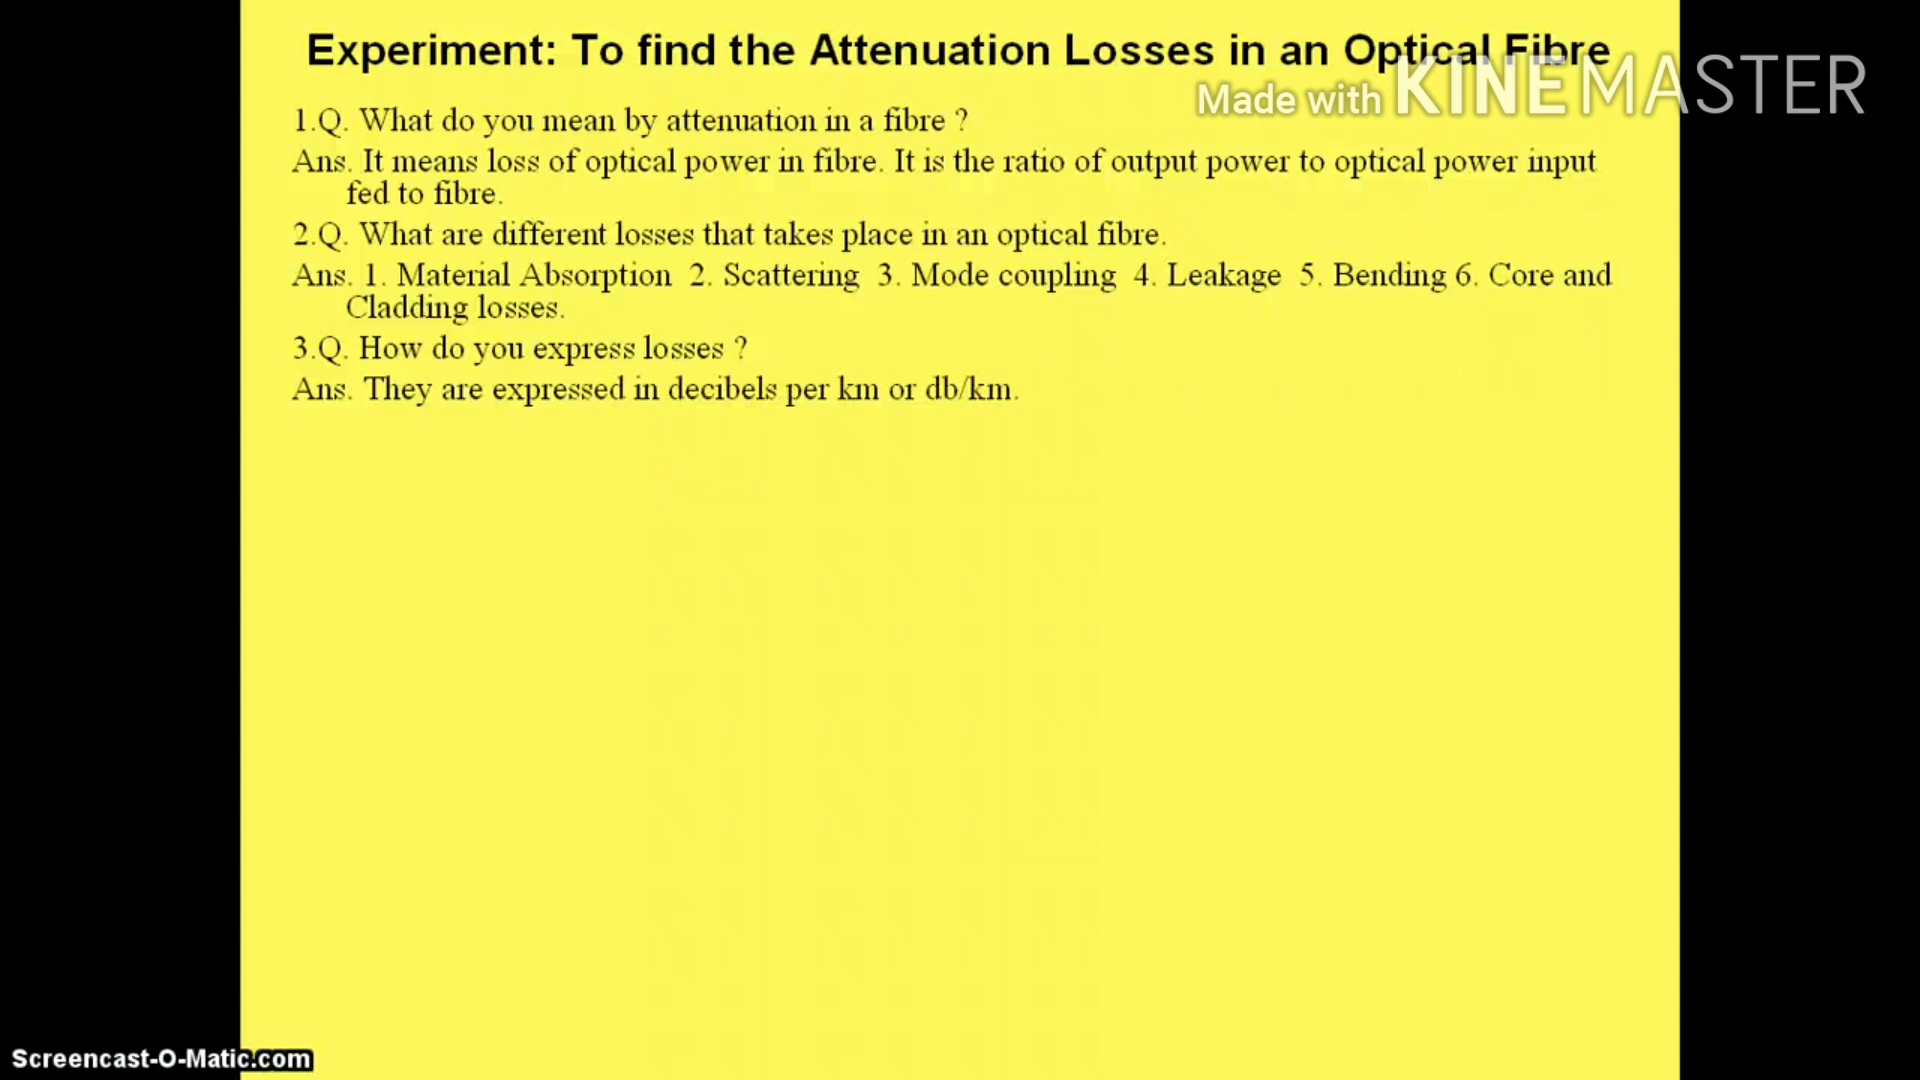 Experiment: To find the Attenuation Losses in an Optical Fibre
Made with KINEMASTER
1.Q. What do you mean by attenuation in a fibre ?
Ans. It means loss of optical power in fibre. It is the ratio of output power to optical power input
fed to fibre.
2.Q. What are different losses that takes place in an optical fibre.
Ans. 1. Material Absorption 2. Scattering 3. Mode coupling 4. Leakage 5. Bending 6. Core and
Cladding losses.
3.Q. How do you express losses ?
Ans. They are expressed in decibels per km or db/km.
Screencast-O-Matic.com